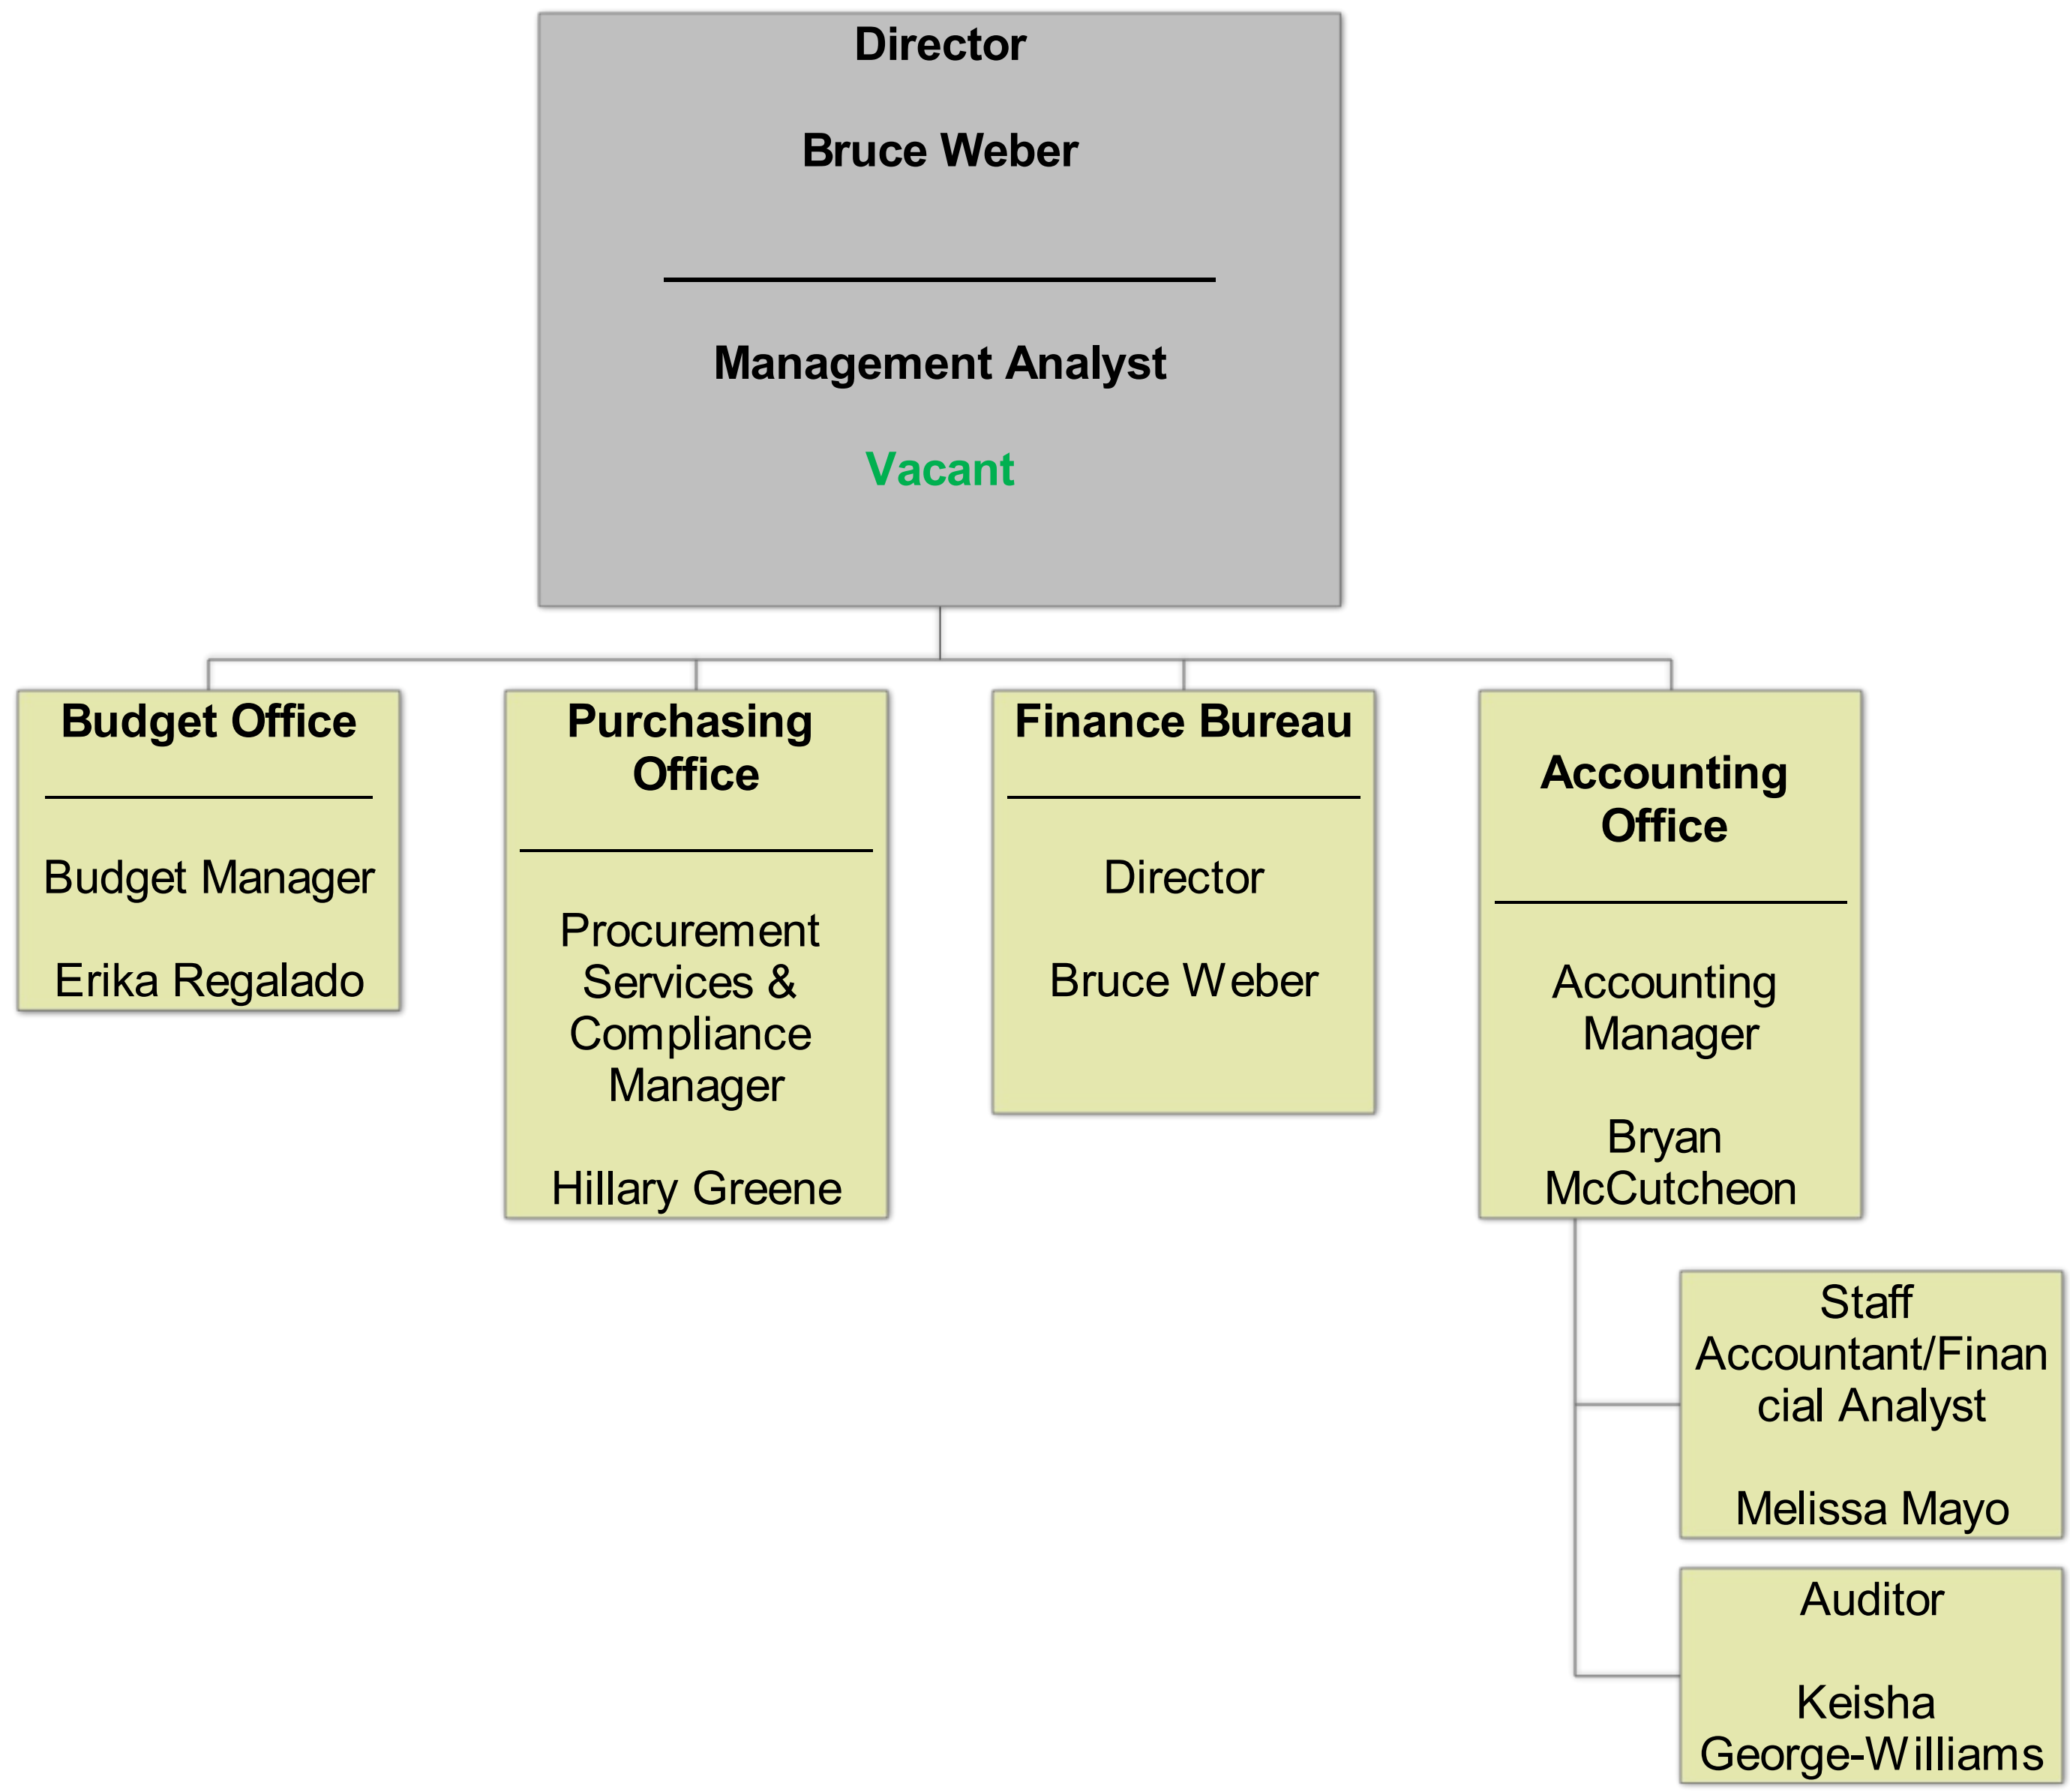 Director
Bruce Weber
Management Analyst
Vacant
Budget Office
Budget Manager
Erika Regalado
Purchasing
Office
Procurement
Services &
Compliance
Manager
Hillary Greene
Finance Bureau
Director
Bruce Weber
Accounting
Office
Accounting
Manager
Bryan
McCutcheon
Staff
Accountant/Finan
cial Analyst
Melissa Mayo
Auditor
Keisha
George-Williams